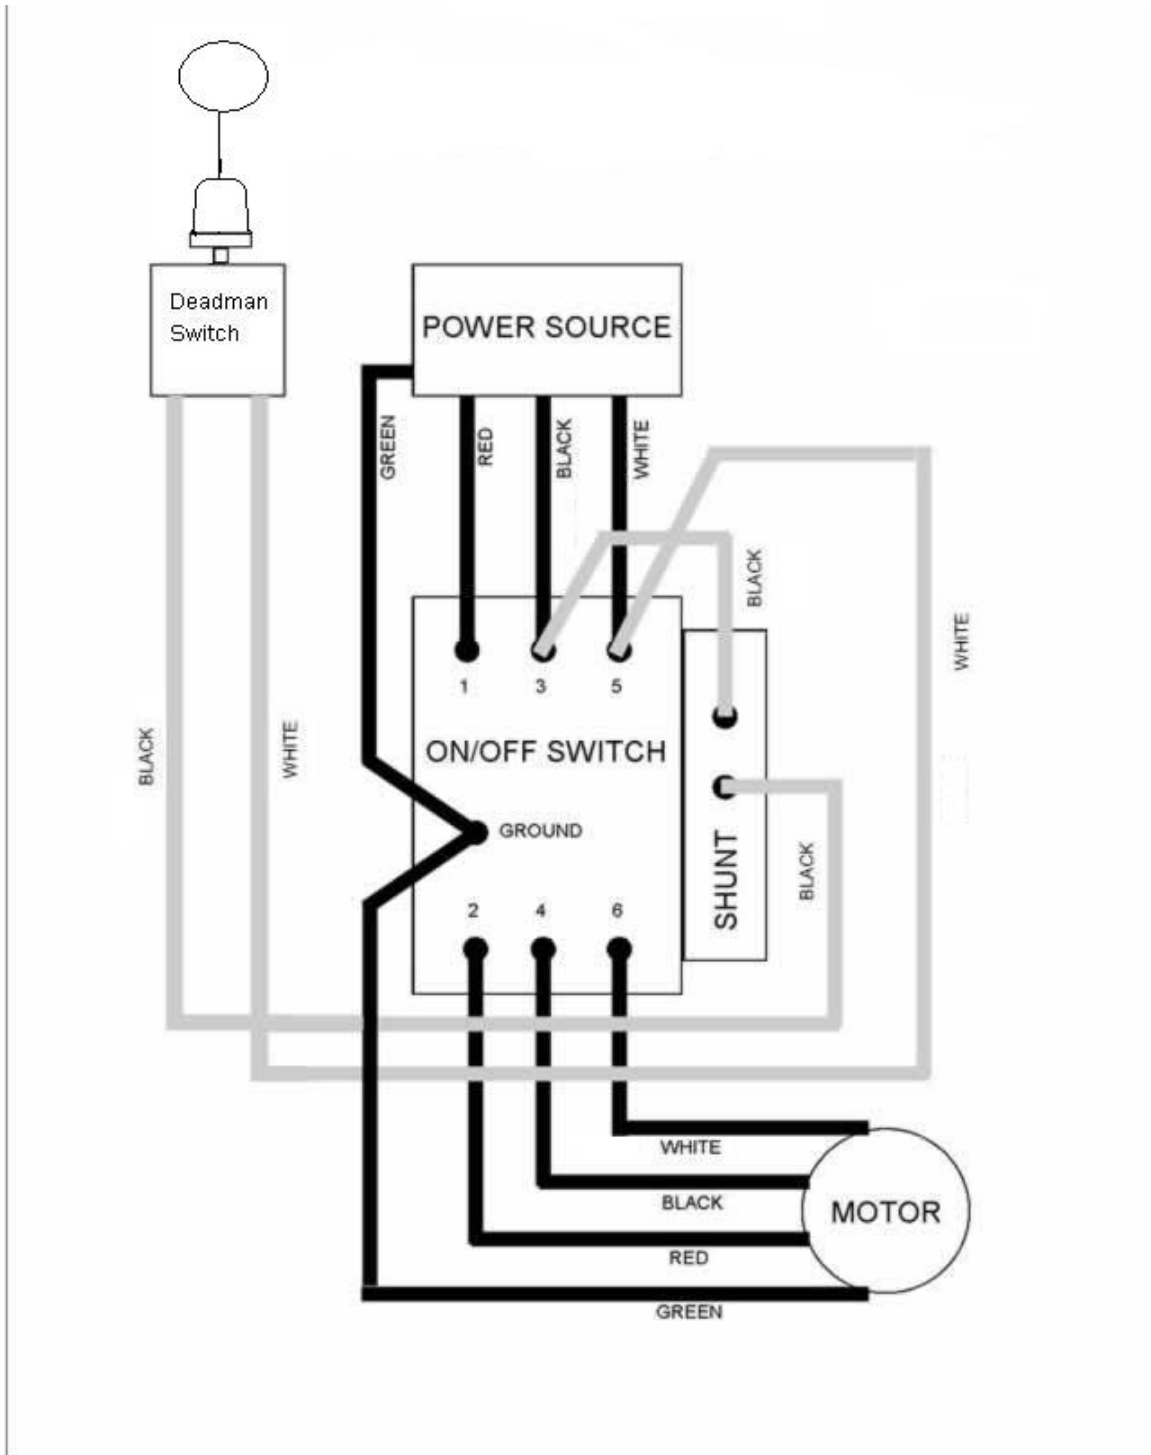 Deadman
Switch
POWER SOURCE
GREEN
RED
BLACK
WHITE
BLACK
WHITE
1
3
5
ON/OFF SWITCH
BLACK
WHITE
GROUND
SHUNT
BLACK
2
4
6
WHITE
BLACK
MOTOR
RED
GREEN